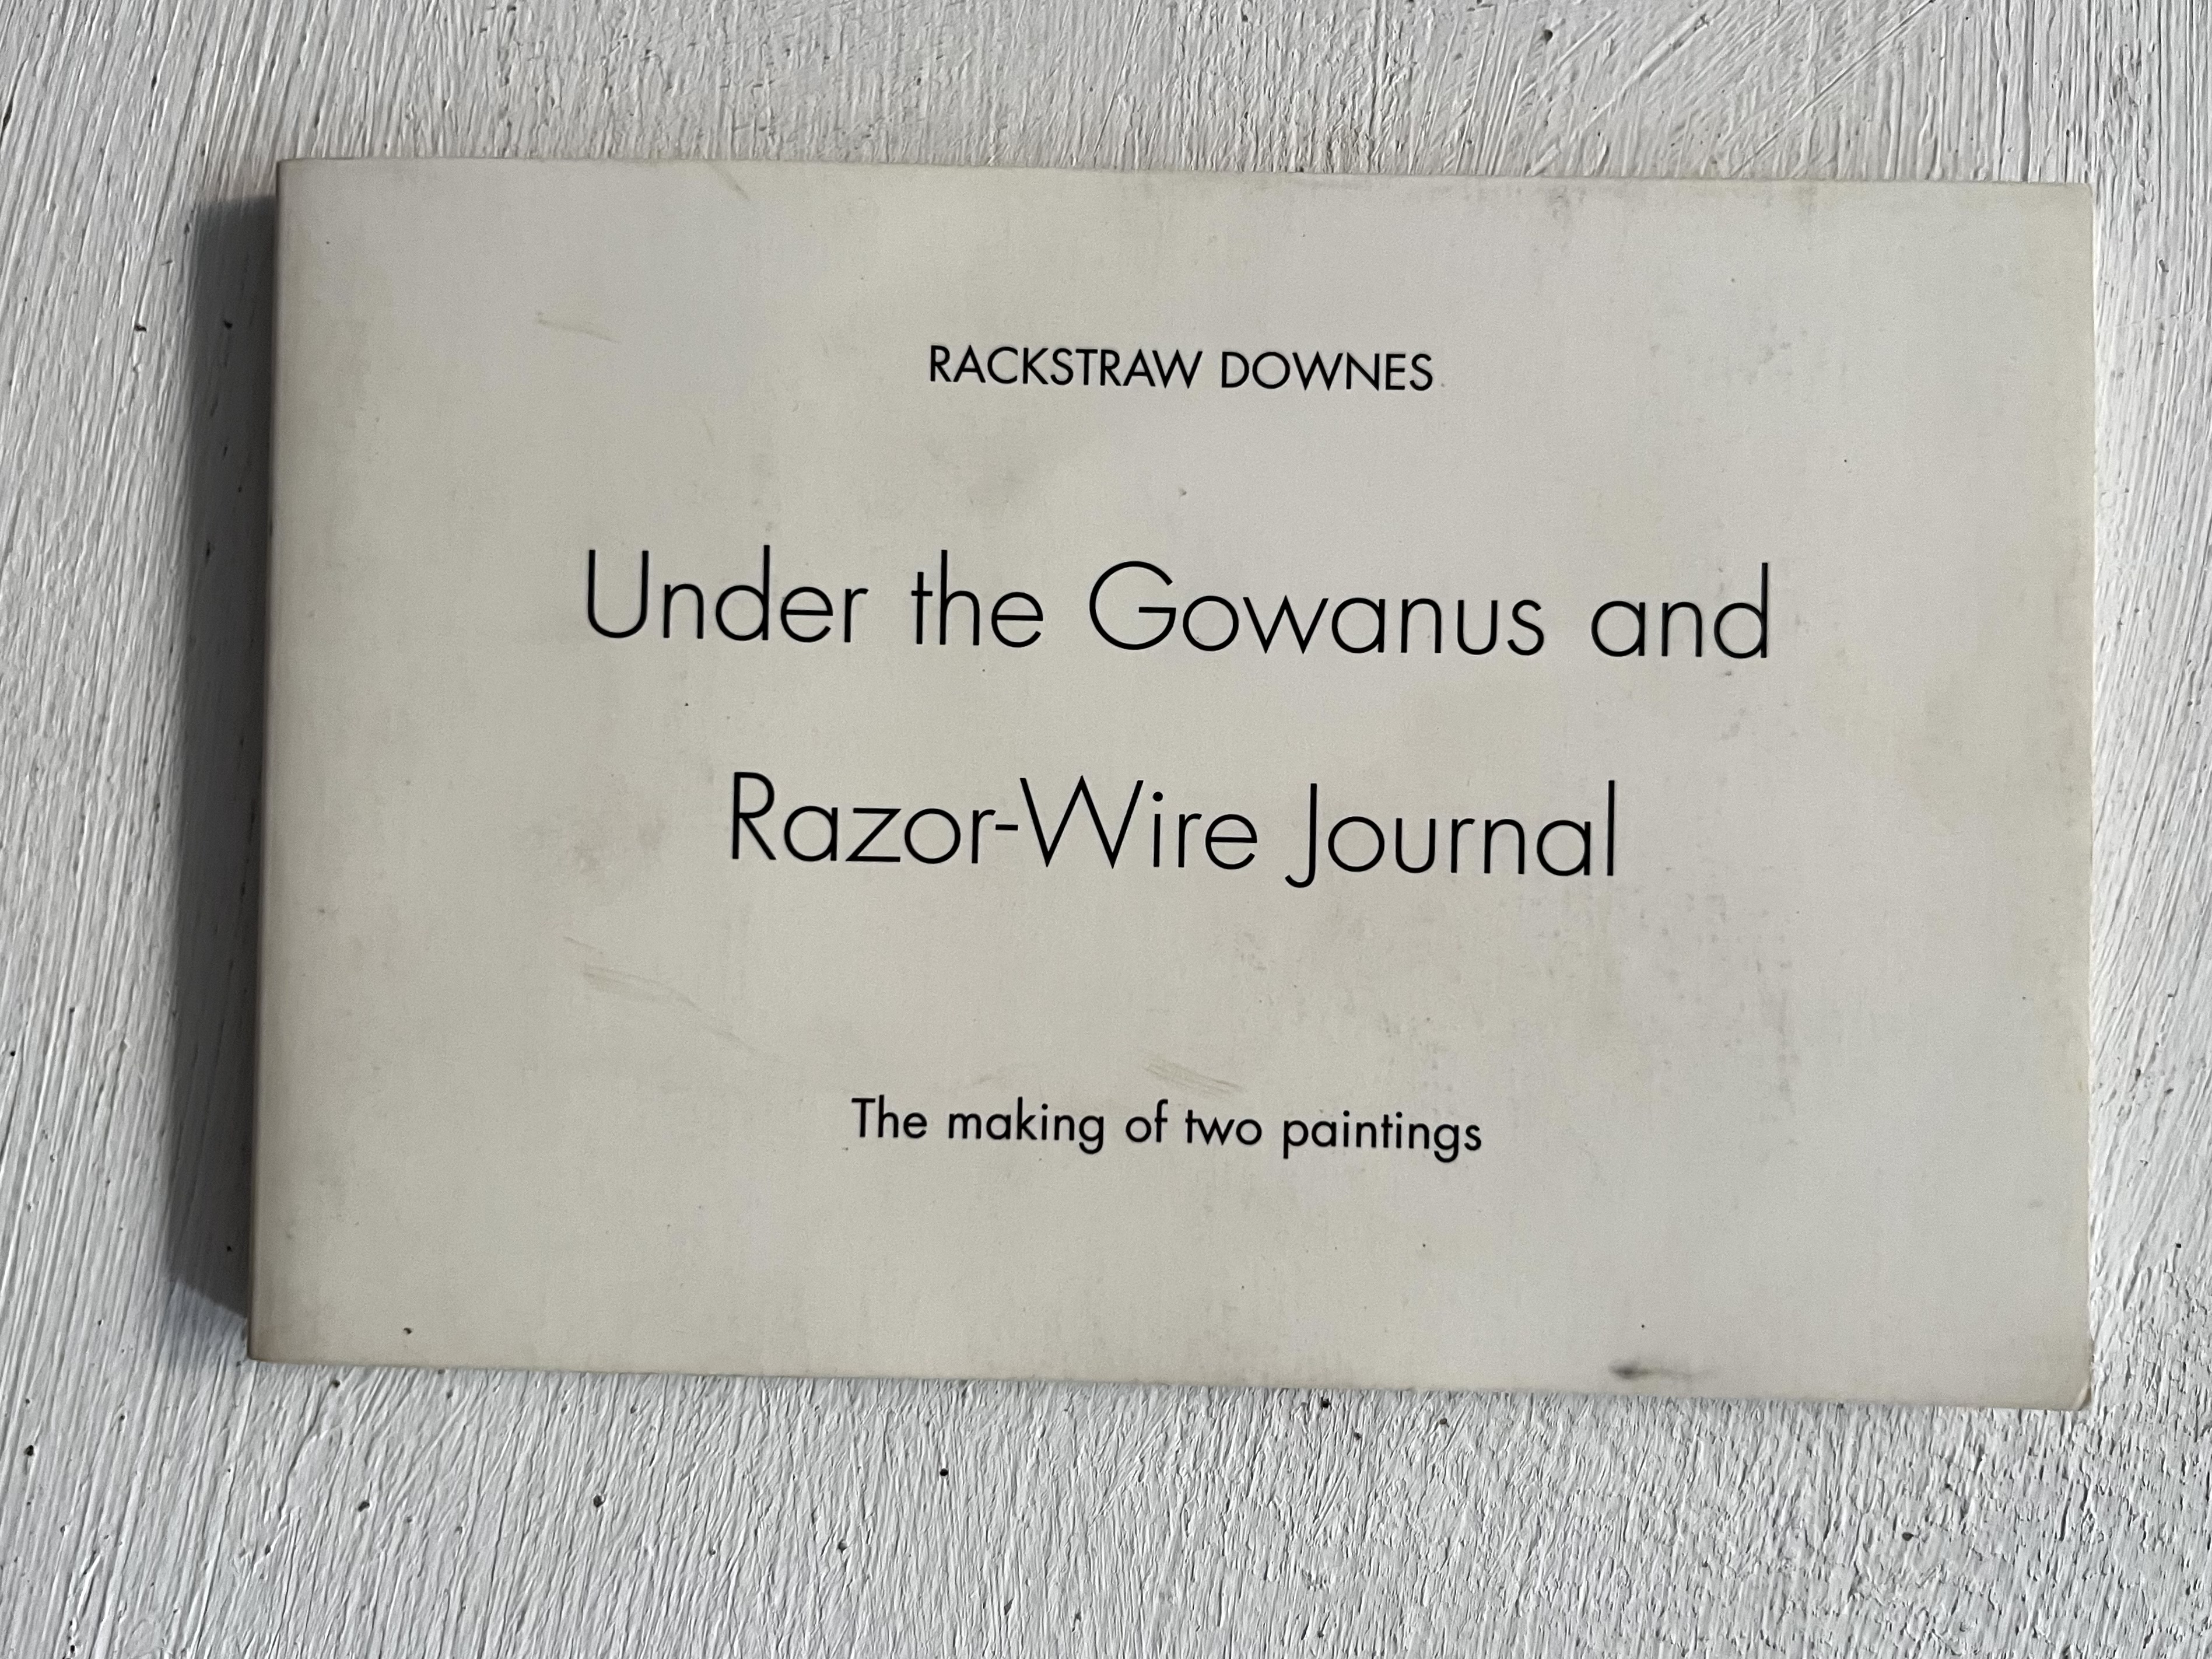 RACKSTRAW DOWNES
Under the Gowanus and
Razor-Wire Journal
The making of two paintings